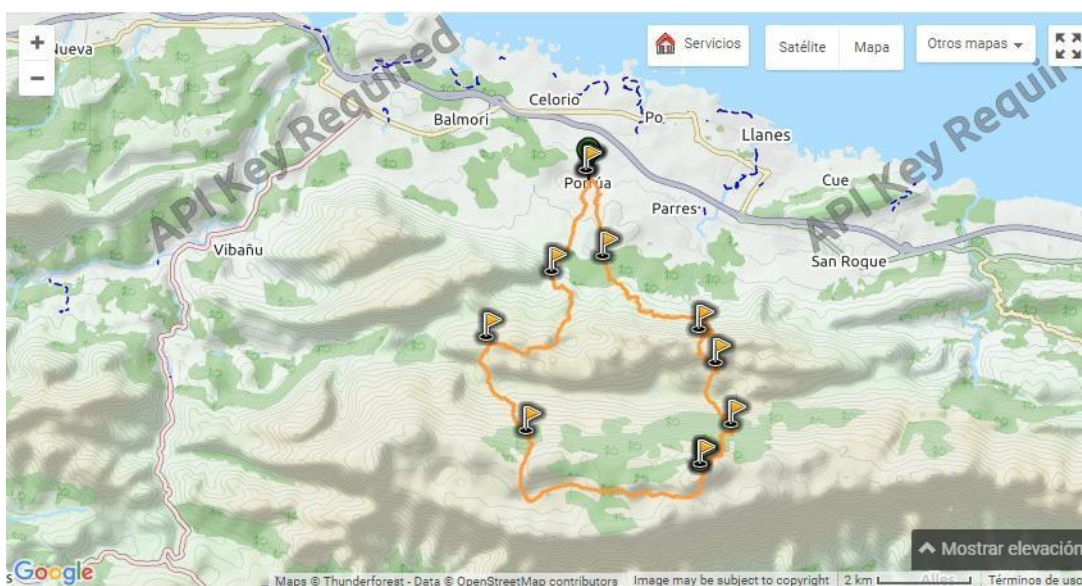 +
−
Servicios
Satélite
Mapa
Otros mapas
API Key Required
API Key Required
Nueva
Celorio
Balmori
Po
Llanes
Porrúa
Cue
Parres
Vibañu
San Roque
Mostrar elevación
Google
Maps © Thunderforest - Data © OpenStreetMap contributors
Image may be subject to copyright
2 km
Alles
Términos de uso